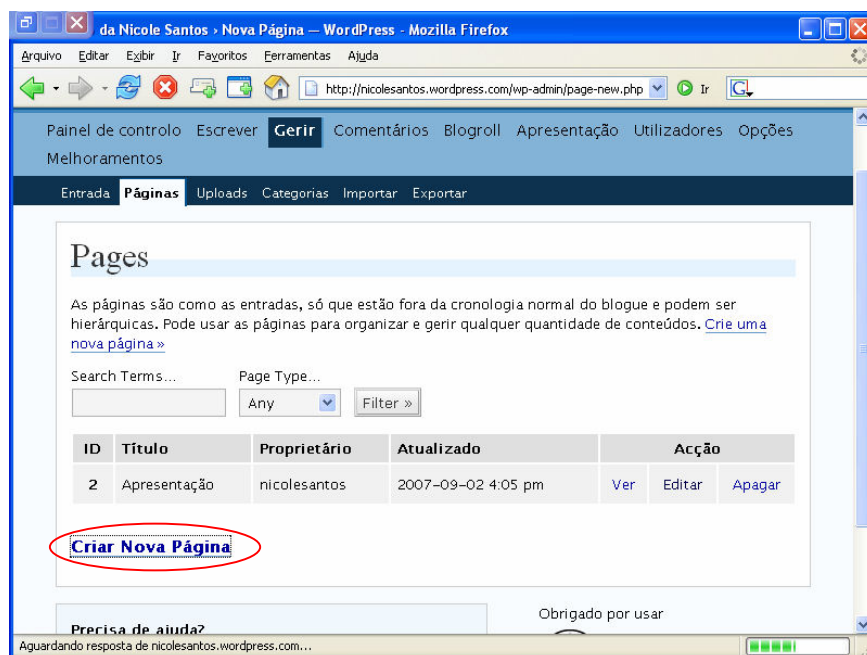 da Nicole Santos › Nova Página — WordPress - Mozilla Firefox
Arquivo Editar Exibir Ir Favoritos Ferramentas Ajuda
http://nicolesantos.wordpress.com/wp-admin/page-new.php Ir G
Painel de controlo Escrever Gerir Comentários Blogroll Apresentação Utilizadores Opções
Melhoramentos
Entrada Páginas Uploads Categorias Importar Exportar
Pages
As páginas são como as entradas, só que estão fora da cronologia normal do blogue e podem ser
hierárquicas. Pode usar as páginas para organizar e gerir qualquer quantidade de conteúdos. Crie uma
nova página »
Search Terms... Page Type...
Any Filter »
ID Título Proprietário Atualizado Acção
2 Apresentação nicolesantos 2007-09-02 4:05 pm Ver Editar Apagar
Criar Nova Página
Obrigado por usar
Precisa de ajuda?
Aguardando resposta de nicolesantos.wordpress.com...